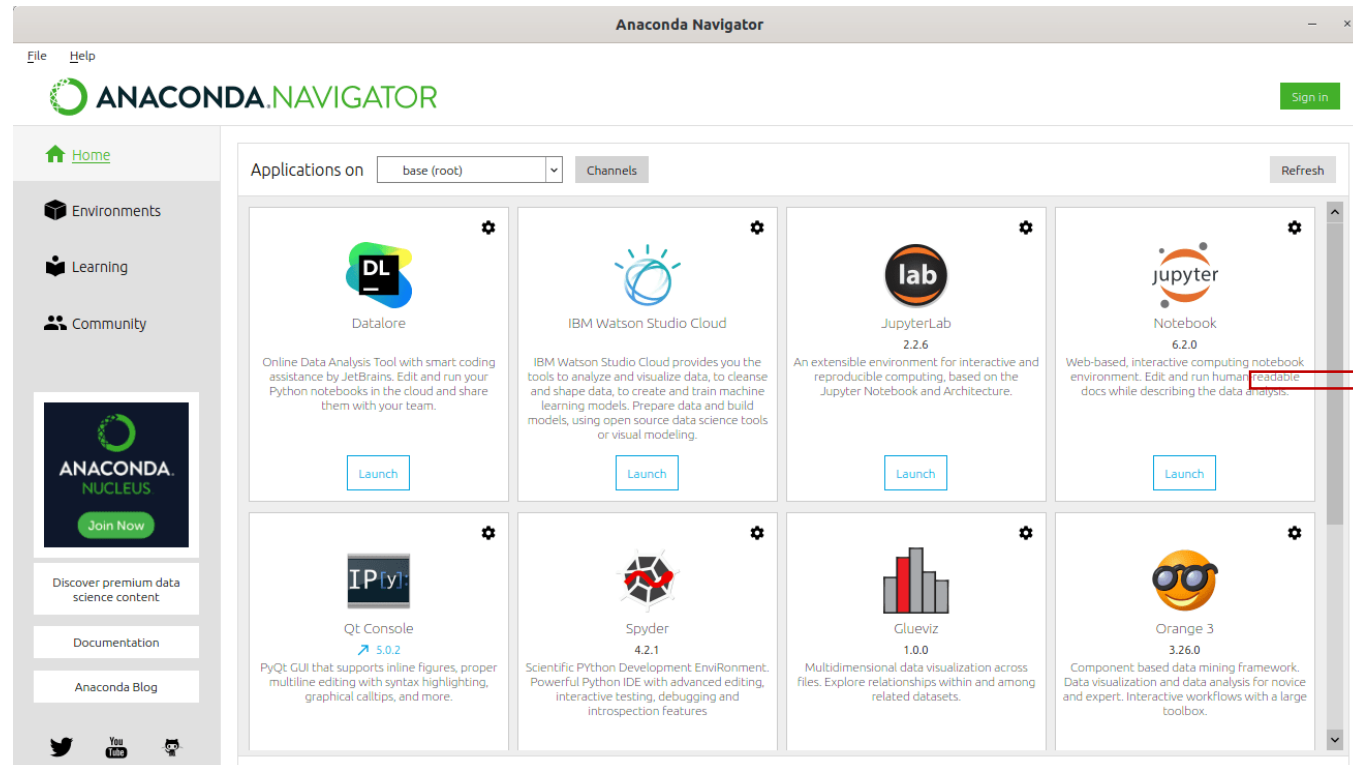 Anaconda Navigator
File Help
ANACONDA.NAVIGATOR
Sign in
Home
Environments
Learning
Community
ANACONDA.
NUCLEUS
Join Now
Discover premium data
science content
Documentation
Anaconda Blog
You
Tube
Applications on base (root) Channels Refresh
DL
Datalore
Online Data Analysis Tool with smart coding
assistance by JetBrains. Edit and run your
Python notebooks in the cloud and share
them with your team.
Launch
IBM Watson Studio Cloud
IBM Watson Studio Cloud provides you the
tools to analyze and visualize data, to cleanse
and shape data, to create and train machine
learning models. Prepare data and build
models, using open source data science tools
or visual modeling.
Launch
lab
JupyterLab
2.2.6
An extensible environment for interactive and
reproducible computing, based on the
Jupyter Notebook and Architecture.
Launch
jupyter
Notebook
6.2.0
Web-based, interactive computing notebook
environment. Edit and run human-readable
docs while describing the data analysis.
Launch
IP[y]:
Qt Console
5.0.2
PyQt GUI that supports inline figures, proper
multiline editing with syntax highlighting,
graphical calltips, and more.
Spyder
4.2.1
Scientific PYthon Development EnviRonment.
Powerful Python IDE with advanced editing,
interactive testing, debugging and
introspection features
Glueviz
1.0.0
Multidimensional data visualization across
files. Explore relationships within and among
related datasets.
Orange 3
3.26.0
Component based data mining framework.
Data visualization and data analysis for novice
and expert. Interactive workflows with a large
toolbox.